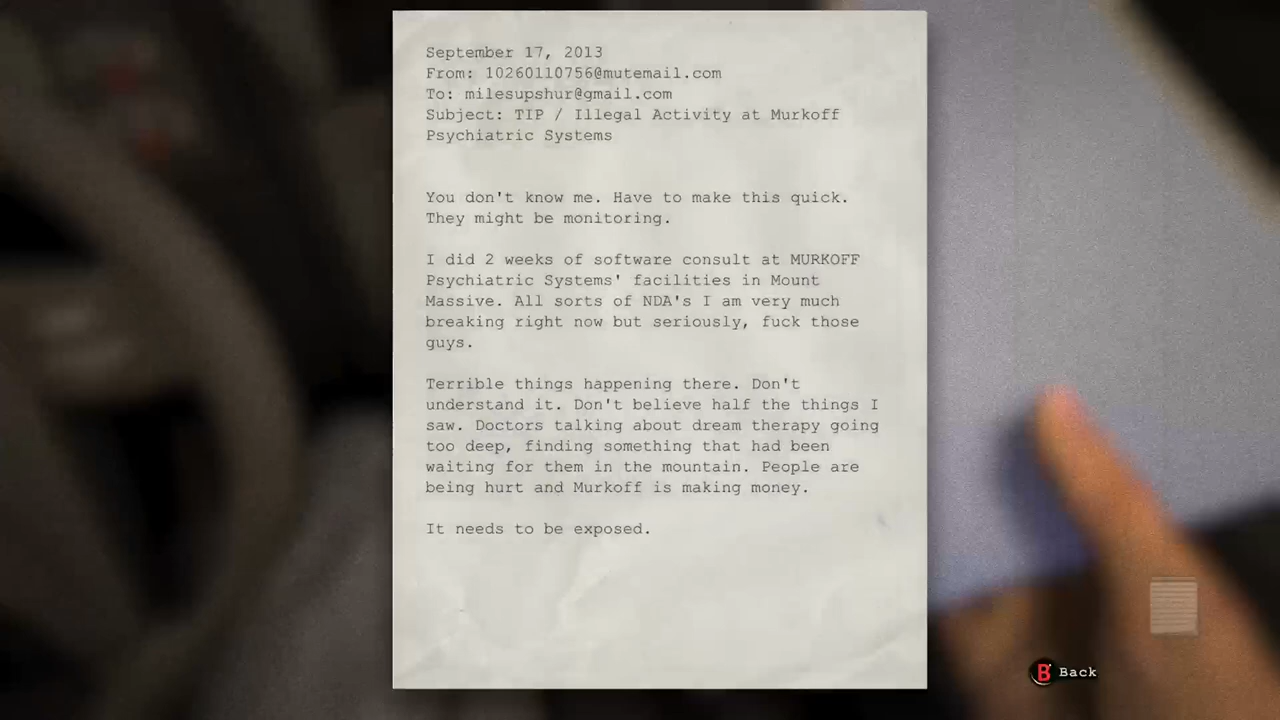 September 17, 2013
From: 10260110756@mutemail.com
To: milesupshur@gmail.com
Subject: TIP / Illegal Activity at Murkoff
Psychiatric Systems
You don't know me. Have to make this quick.
They might be monitoring.
I did 2 weeks of software consult at MURKOFF
Psychiatric Systems' facilities in Mount
Massive. All sorts of NDA's I am very much
breaking right now but seriously, fuck those
guys.
Terrible things happening there. Don't
understand it. Don't believe half the things I
saw. Doctors talking about dream therapy going
too deep, finding something that had been
waiting for them in the mountain. People are
being hurt and Murkoff is making money.
It needs to be exposed.
B Back